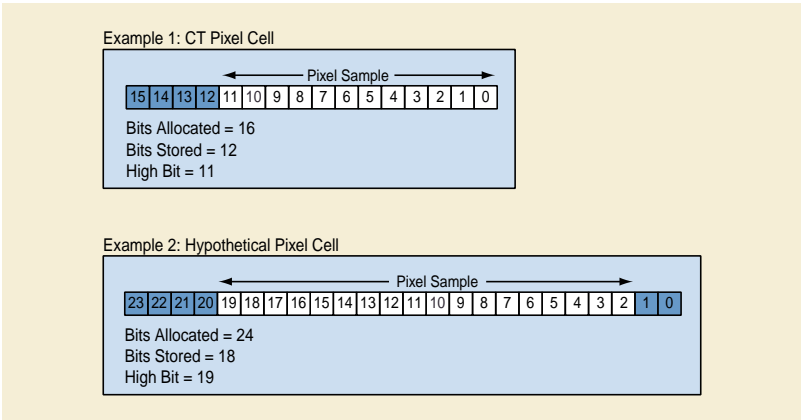 Example 1: CT Pixel Cell
Pixel Sample
15 14 13 12 11 10 9 8 7 6 5 4 3 2 1 0
Bits Allocated = 16
Bits Stored = 12
High Bit = 11
Example 2: Hypothetical Pixel Cell
Pixel Sample
23 22 21 20 19 18 17 16 15 14 13 12 11 10 9 8 7 6 5 4 3 2 1 0
Bits Allocated = 24
Bits Stored = 18
High Bit = 19